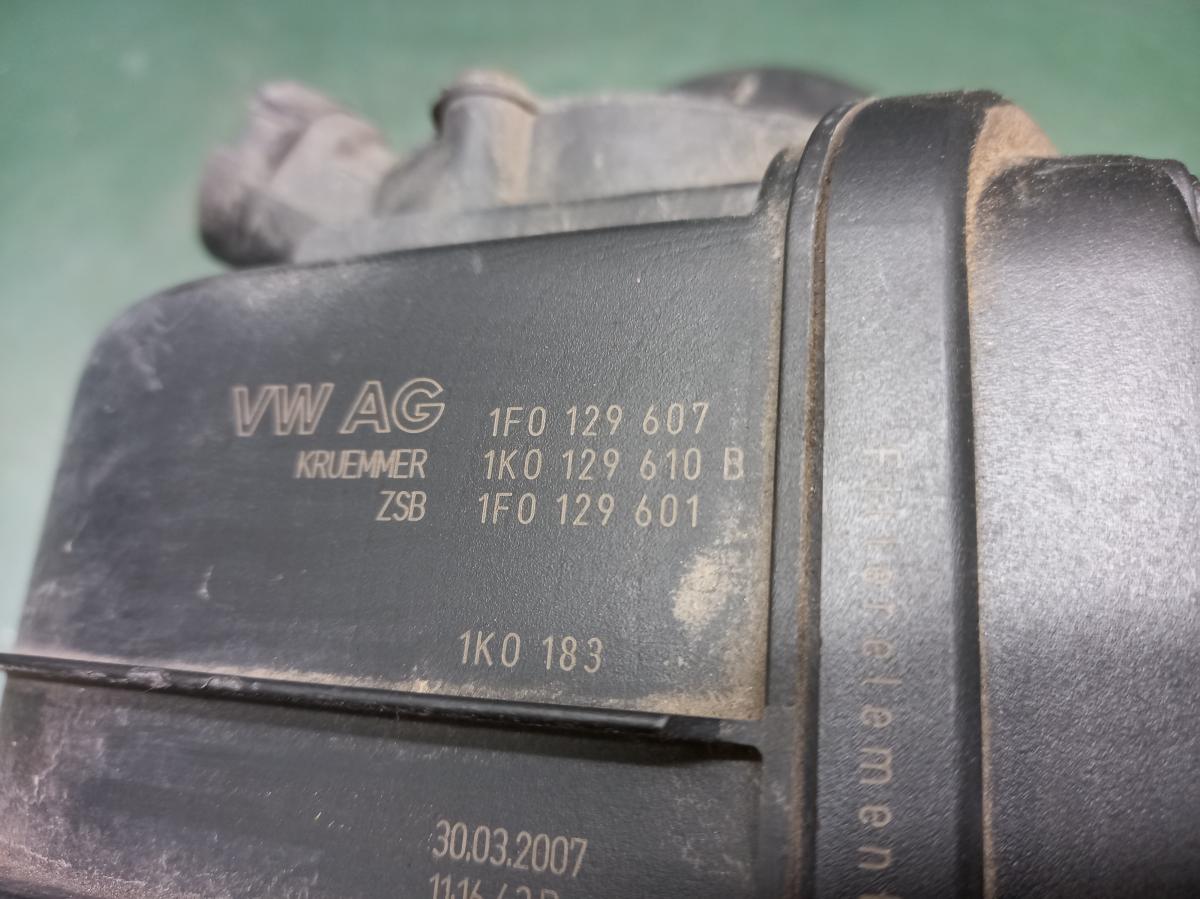 VW AG 1F0 129 607
KRUEMMER 1K0 129 610 B
ZSB 1F0 129 601
1K0 183
30.03.2007
Filterelement